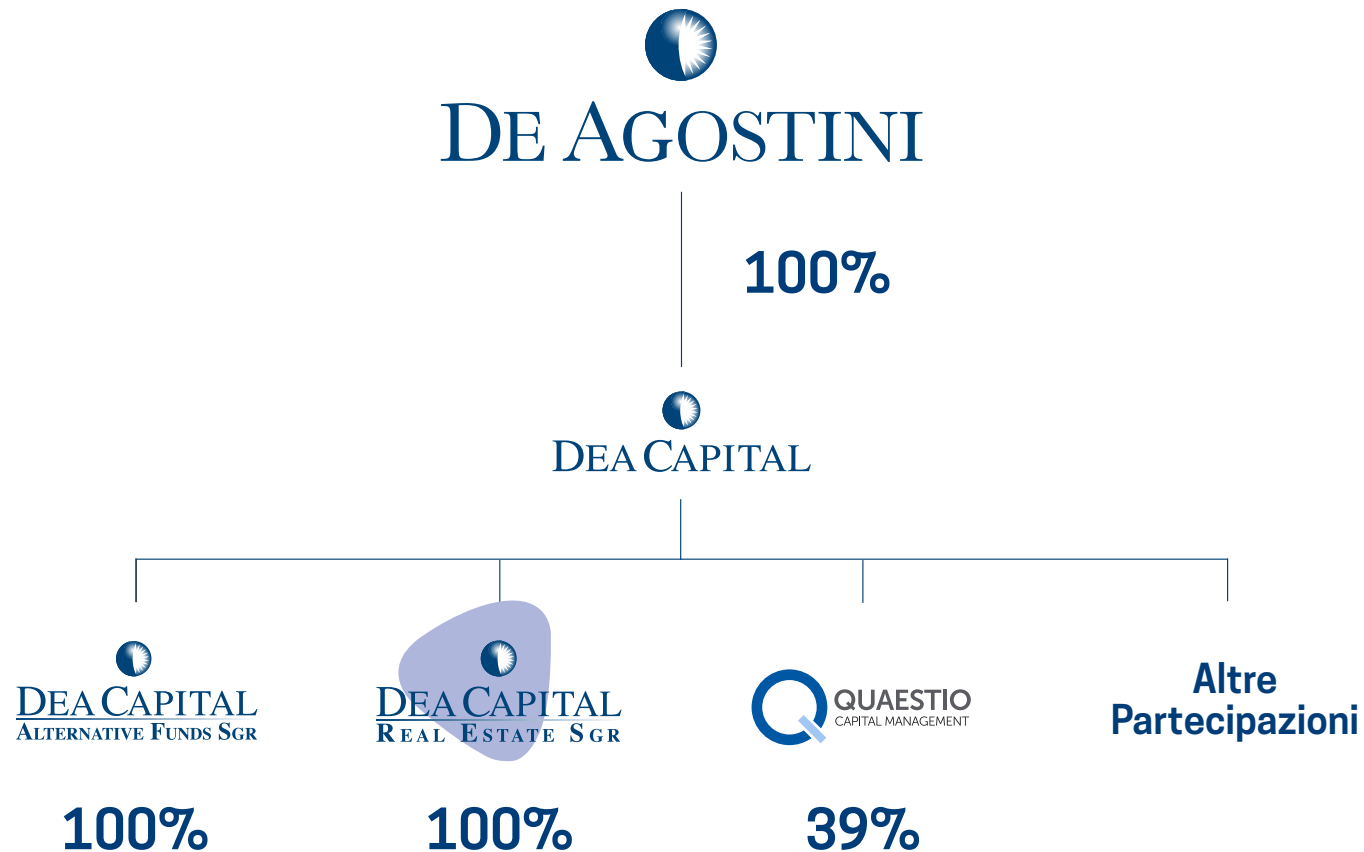 DE AGOSTINI
100%
DEA CAPITAL
DEA CAPITAL
ALTERNATIVE FUNDS SGR
100%
DEA CAPITAL
REAL ESTATE SGR
100%
QUAESTIO
CAPITAL MANAGEMENT
39%
Altre
Partecipazioni